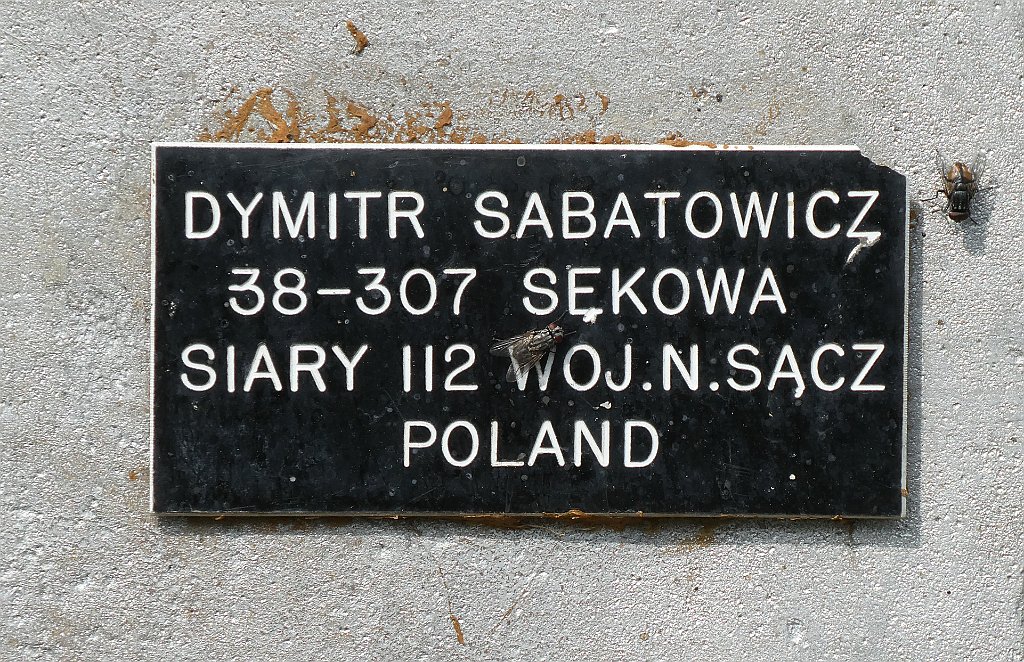 DYMITR SABATOWICZ
38-307 SĘKOWA
SIARY 112 WOJ.N.SĄCZ
POLAND